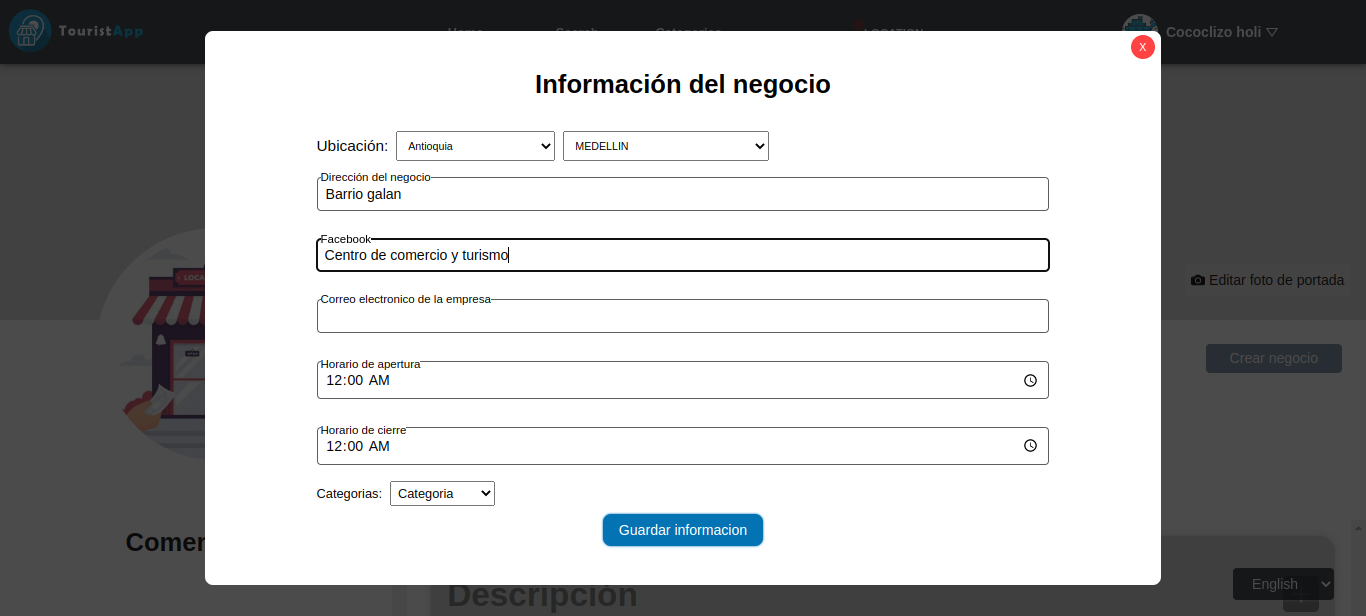 TouristApp
Home Search Categories LOCATION
Cococlizo holi
X
Información del negocio
Ubicación: Antioquia MEDELLIN
Dirección del negocio
Barrio galan
Facebook
Centro de comercio y turismo
Correo electronico de la empresa
Editar foto de portada
Horario de apertura
12:00 AM
Crear negocio
Horario de cierre
12:00 AM
Categorias: Categoria
Guardar informacion
Comer
Descripción
English